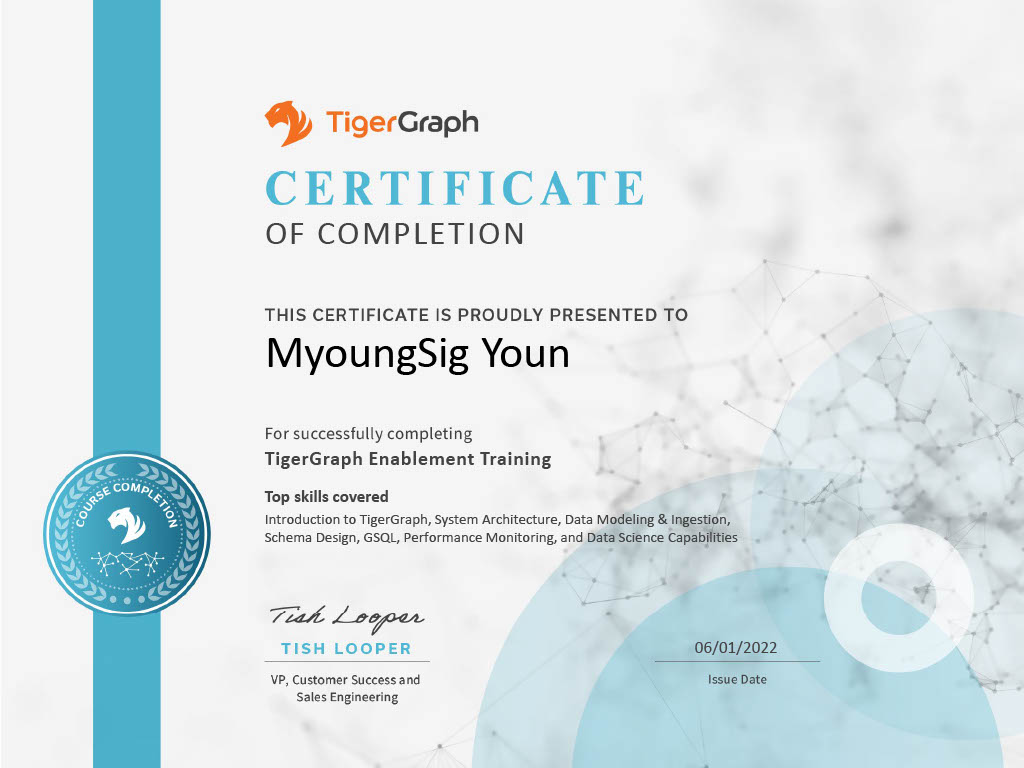 TigerGraph
CERTIFICATE
OF COMPLETION
THIS CERTIFICATE IS PROUDLY PRESENTED TO
MyoungSig Youn
For successfully completing
TigerGraph Enablement Training
Top skills covered
Introduction to TigerGraph, System Architecture, Data Modeling & Ingestion,
Schema Design, GSQL, Performance Monitoring, and Data Science Capabilities
COURSE COMPLETION
Tish Looper
TISH LOOPER
VP, Customer Success and
Sales Engineering
06/01/2022
Issue Date